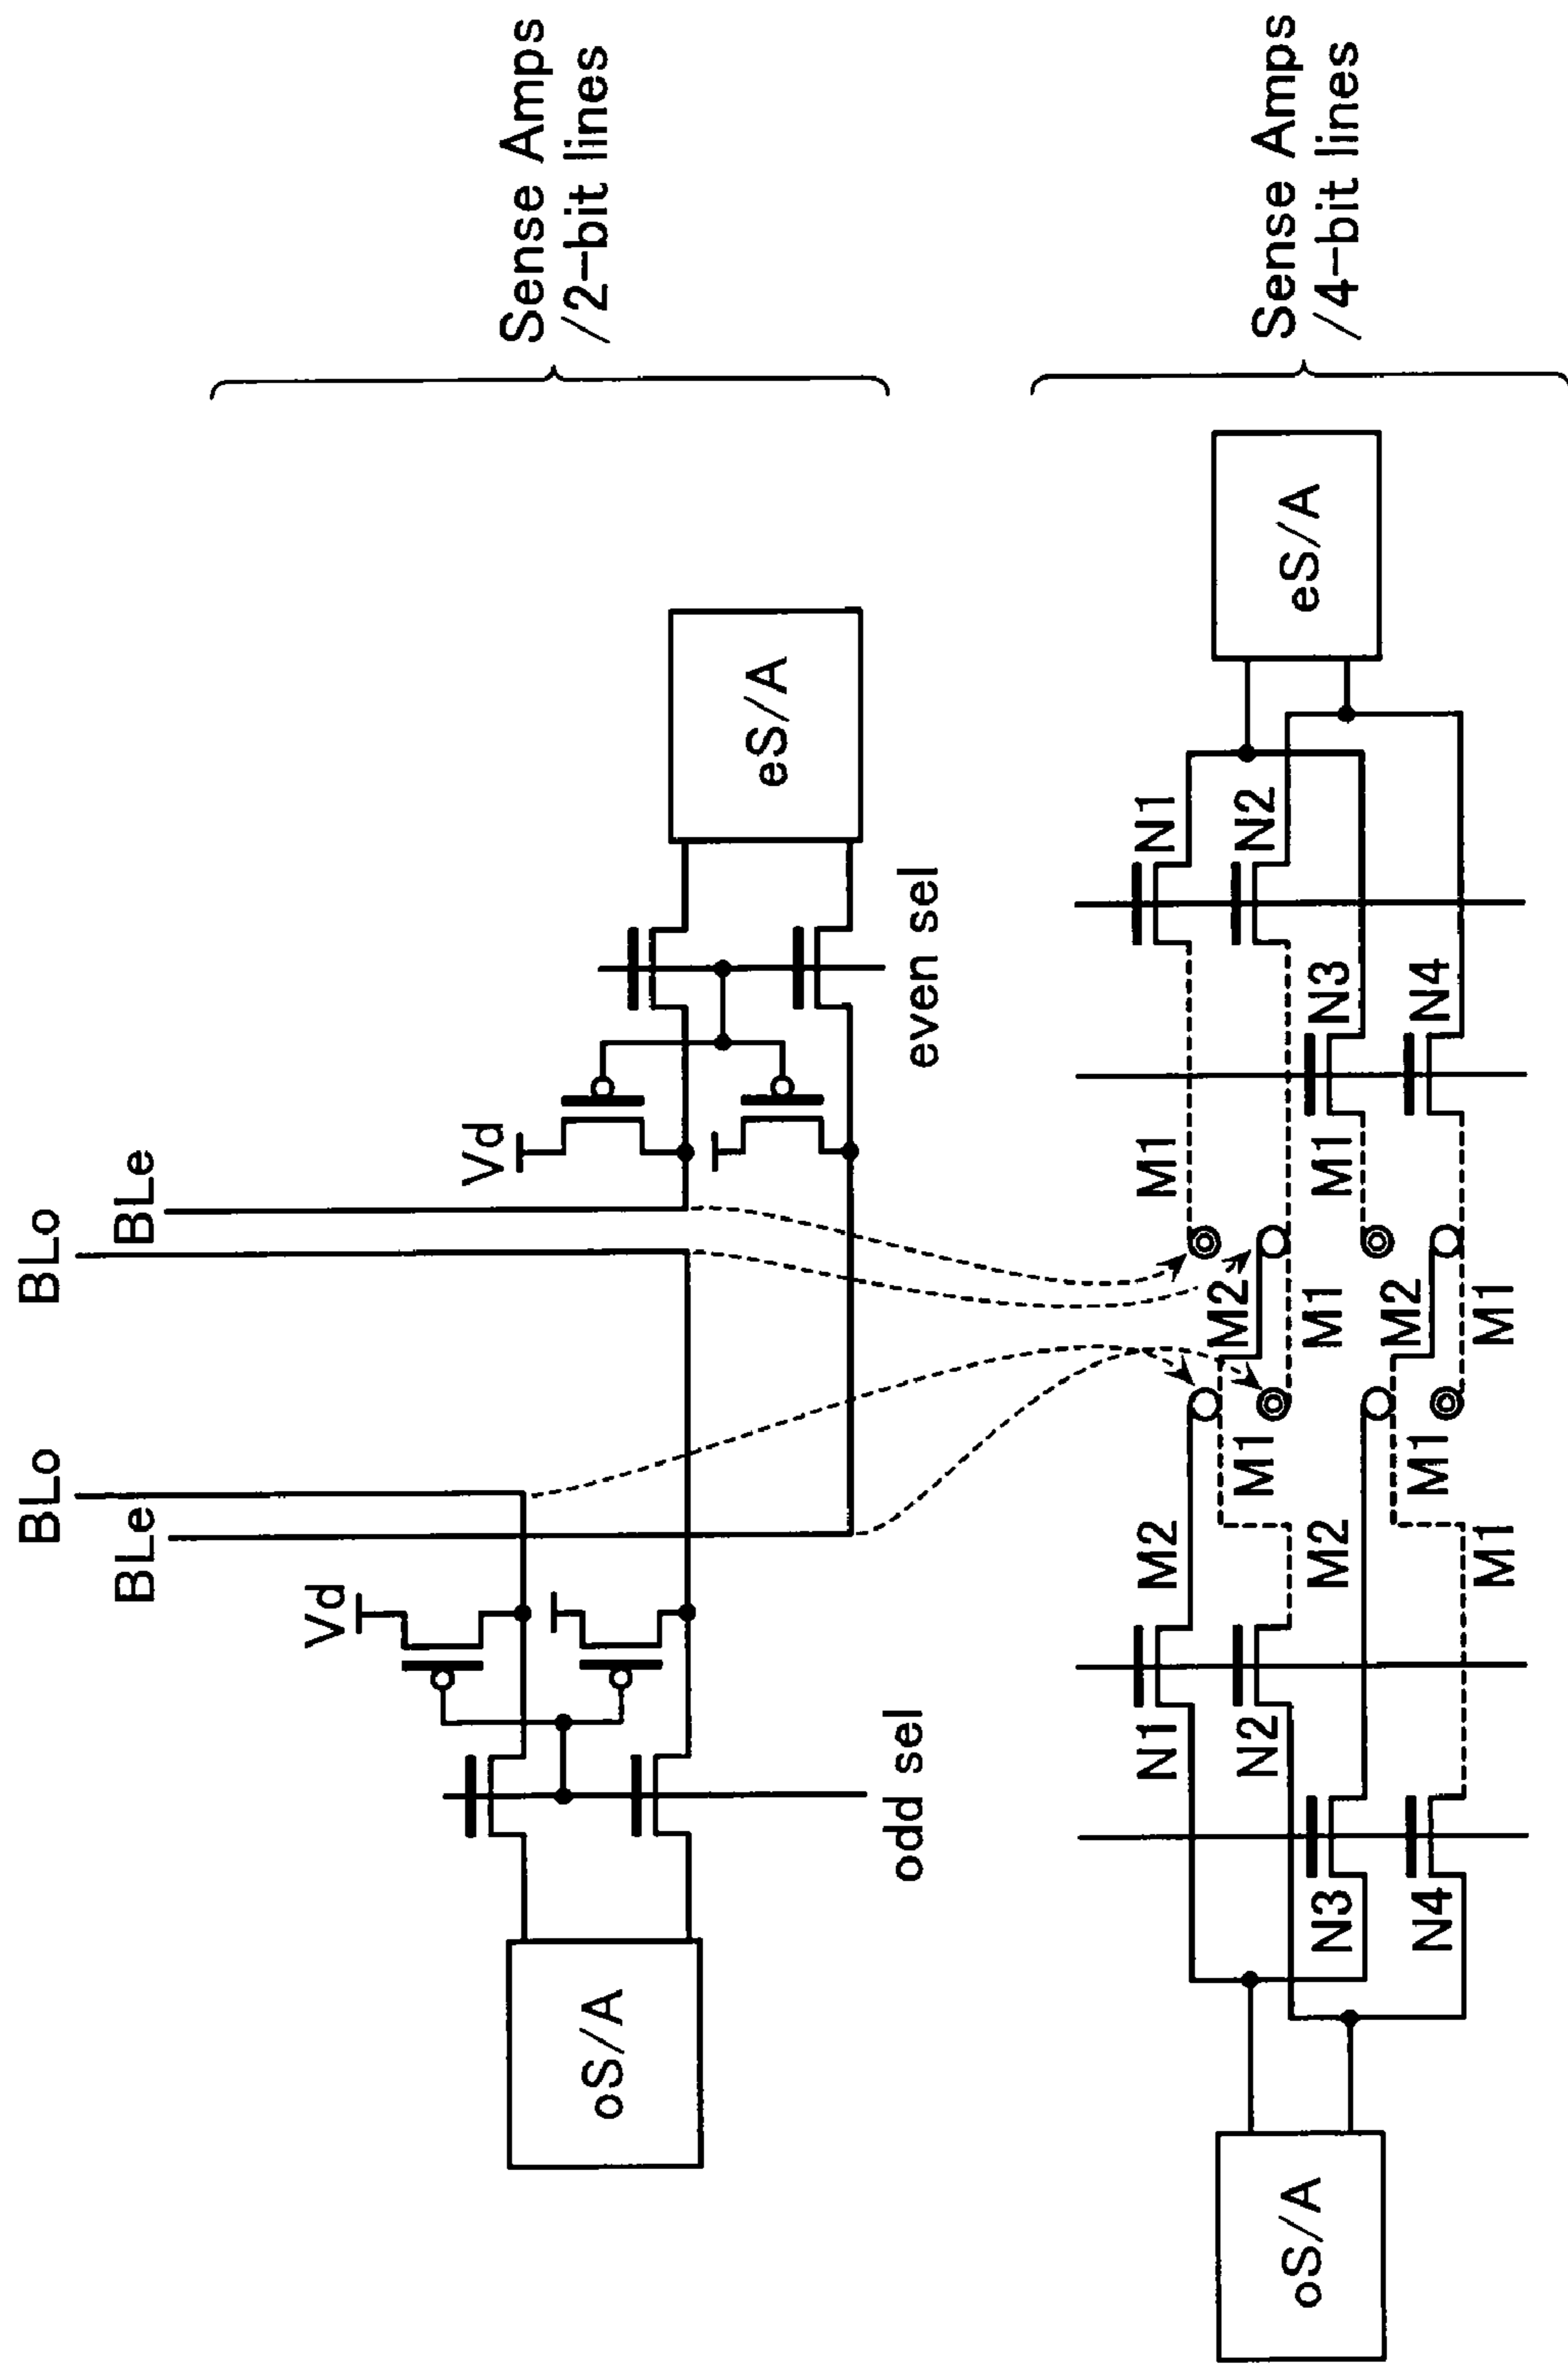 BLo
BLe
BLo
BLe
Vd
Vd
odd sel
even sel
oS/A
eS/A
Sense Amps
/2-bit lines
oS/A
N1
N2
N3
N4
M2
M1
M2
M1
M1
M2
M1
M2
M1
M1
M1
N1
N2
N3
N4
eS/A
Sense Amps
/4-bit lines